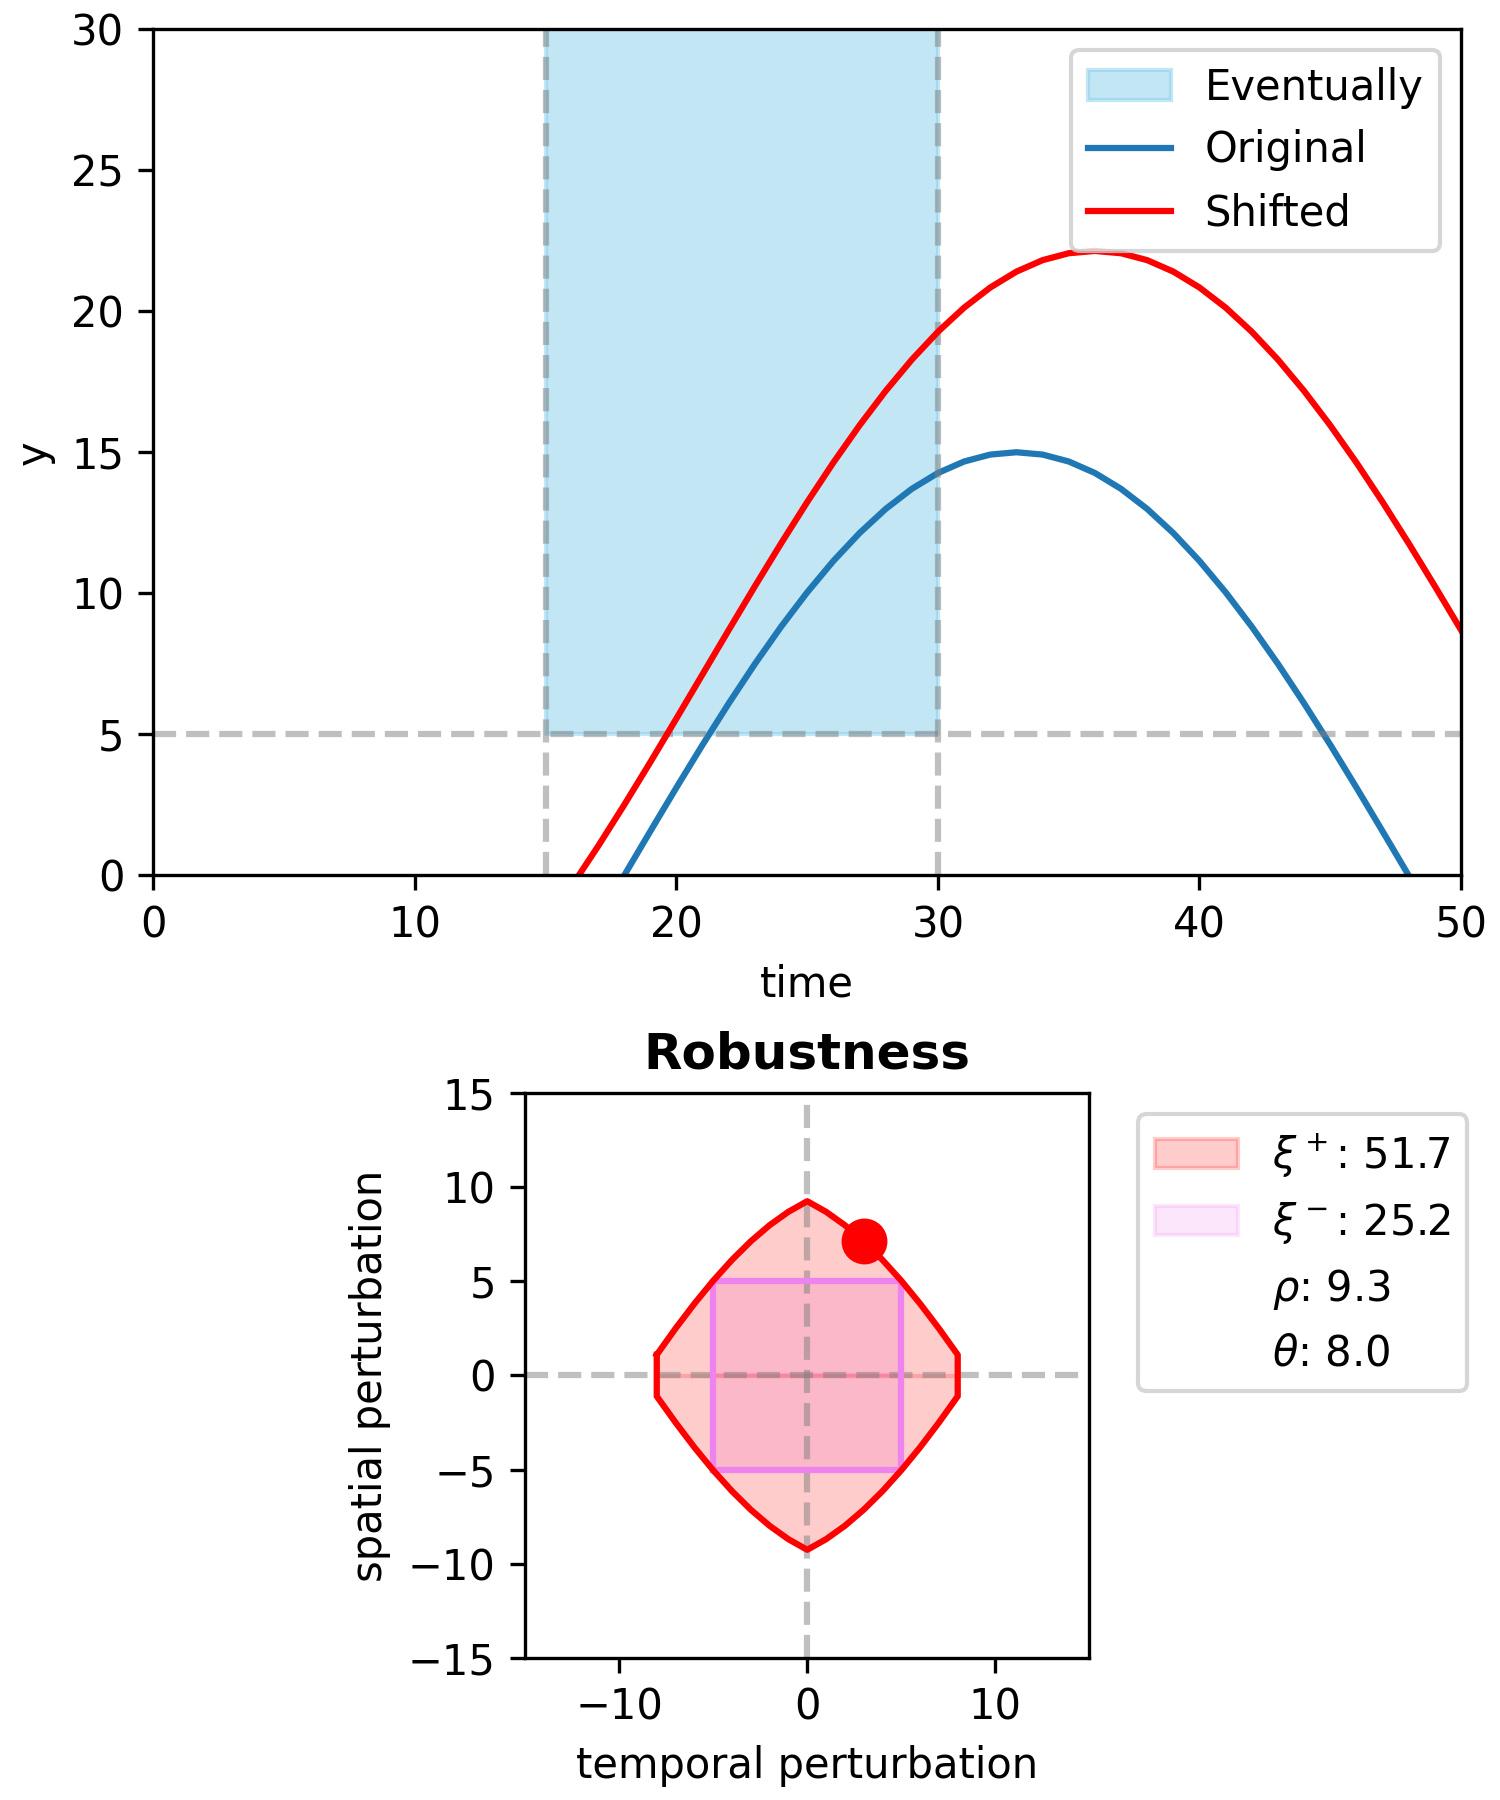 30
25
20
15
10
5
0
y
0 10 20 30 40 50
time
Eventually
Original
Shifted
Robustness
15
10
5
0
−5
−10
−15
spatial perturbation
−10 0 10
temporal perturbation
ξ⁺: 51.7
ξ⁻: 25.2
ρ: 9.3
θ: 8.0